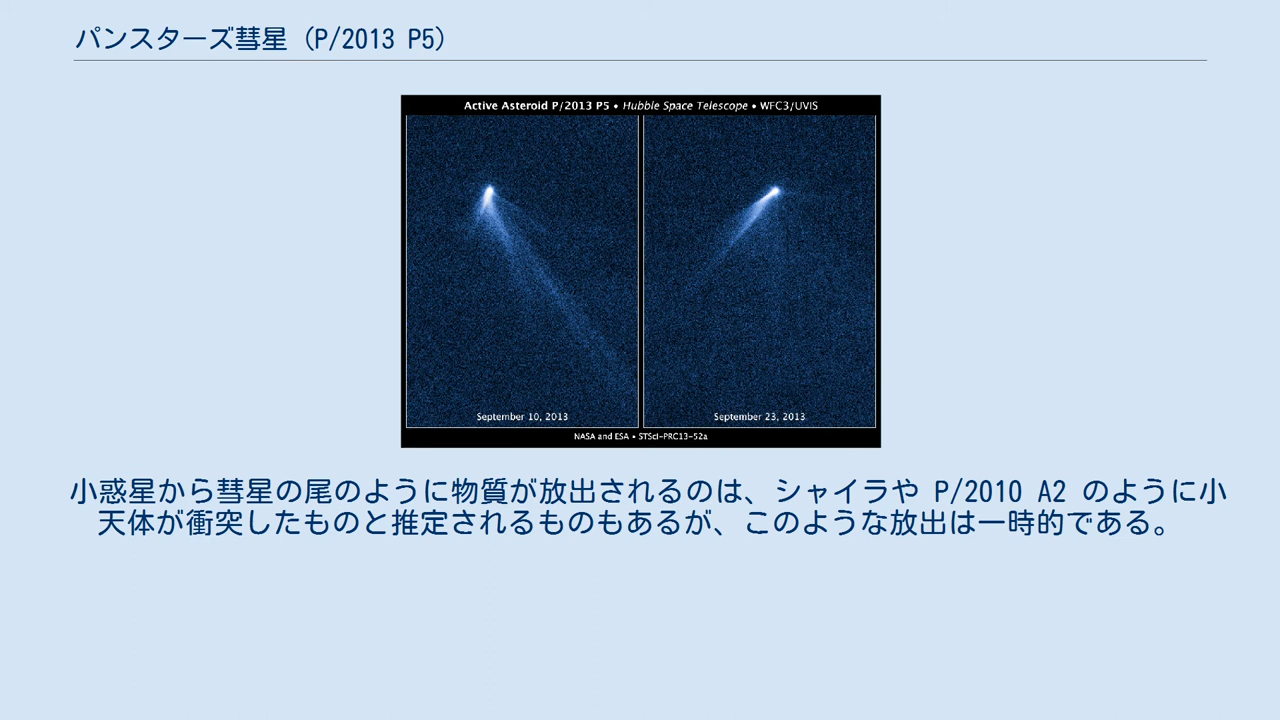 パンスターズ彗星 (P/2013 P5)
Active Asteroid P/2013 P5 • Hubble Space Telescope • WFC3/UVIS
September 10, 2013
September 23, 2013
NASA and ESA • STScI-PRC13-52a
小惑星から彗星の尾のように物質が放出されるのは、シャイラや P/2010 A2 のように小
天体が衝突したものと推定されるものもあるが、このような放出は一時的である。